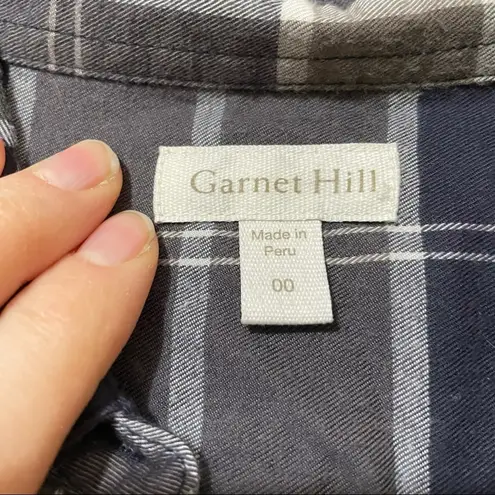 Garnet Hill
Made in
Peru
00